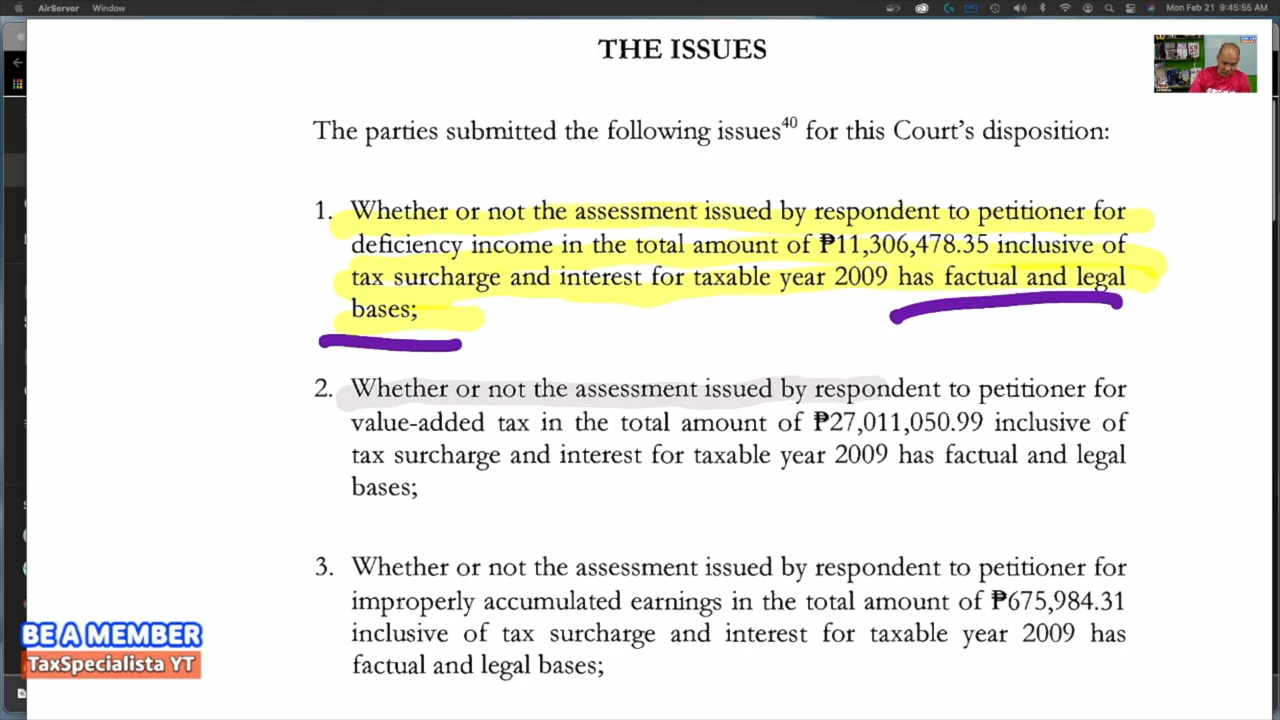 AirServer Window Mon Feb 21 9:45:55 AM
THE ISSUES
The parties submitted the following issues40 for this Court's disposition:
1. Whether or not the assessment issued by respondent to petitioner for
deficiency income in the total amount of ₱11,306,478.35 inclusive of
tax surcharge and interest for taxable year 2009 has factual and legal
bases;
2. Whether or not the assessment issued by respondent to petitioner for
value-added tax in the total amount of ₱27,011,050.99 inclusive of
tax surcharge and interest for taxable year 2009 has factual and legal
bases;
3. Whether or not the assessment issued by respondent to petitioner for
improperly accumulated earnings in the total amount of ₱675,984.31
inclusive of tax surcharge and interest for taxable year 2009 has
factual and legal bases;
BE A MEMBER
TaxSpecialista YT